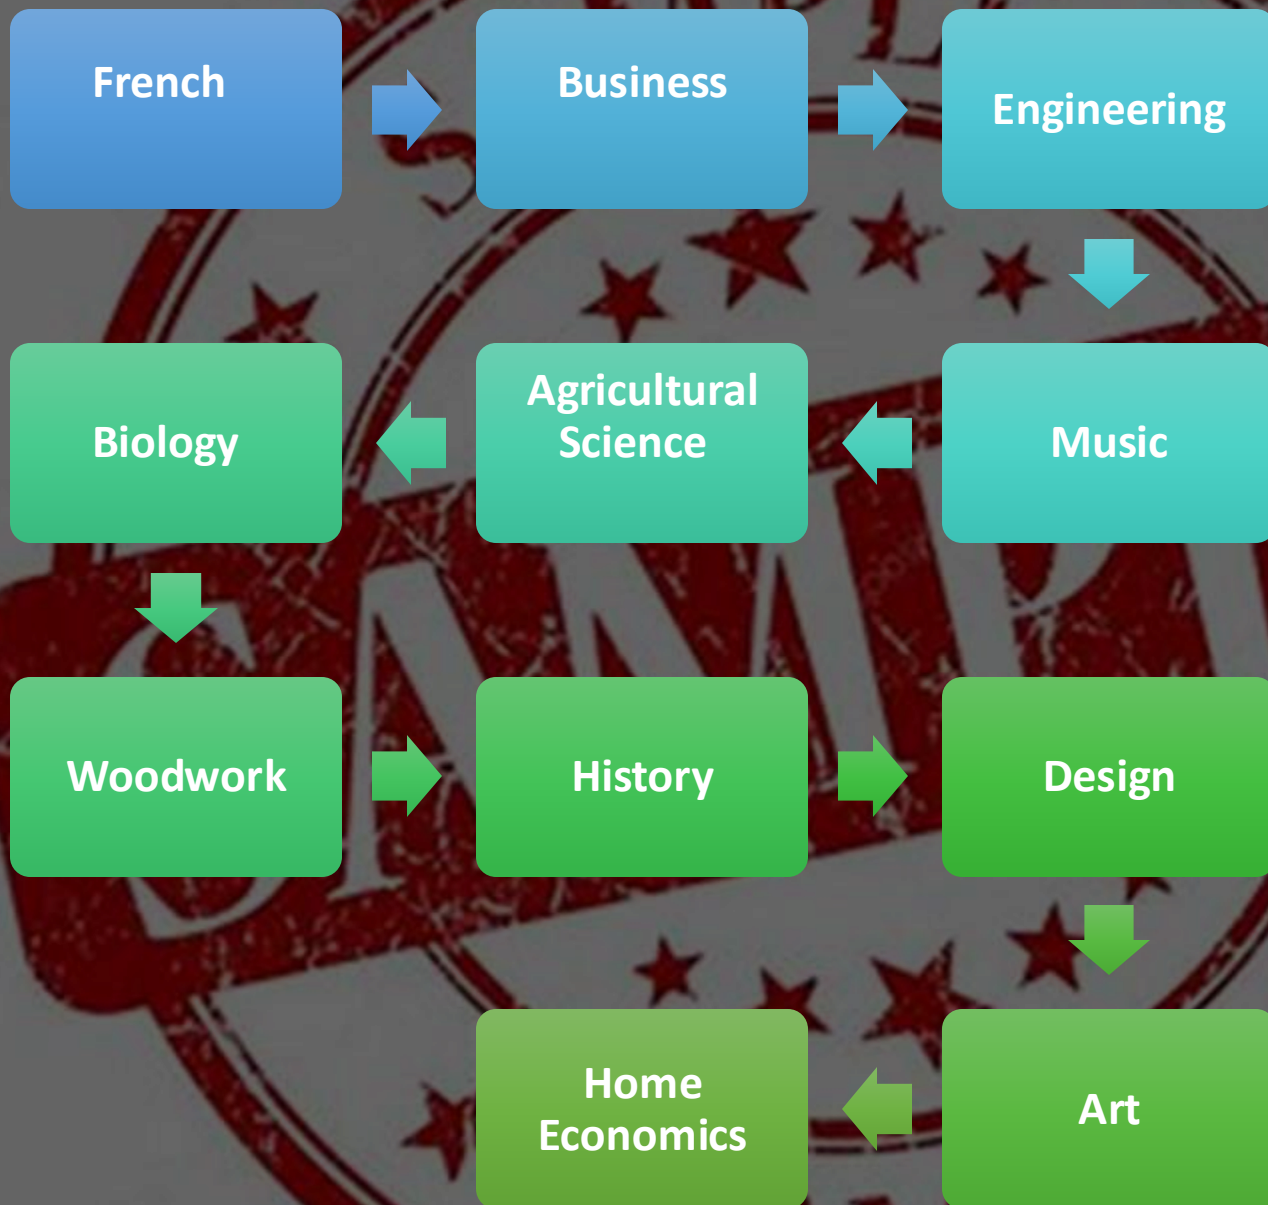 French
Business
Engineering
Music
Agricultural
Science
Biology
Woodwork
History
Design
Art
Home
Economics